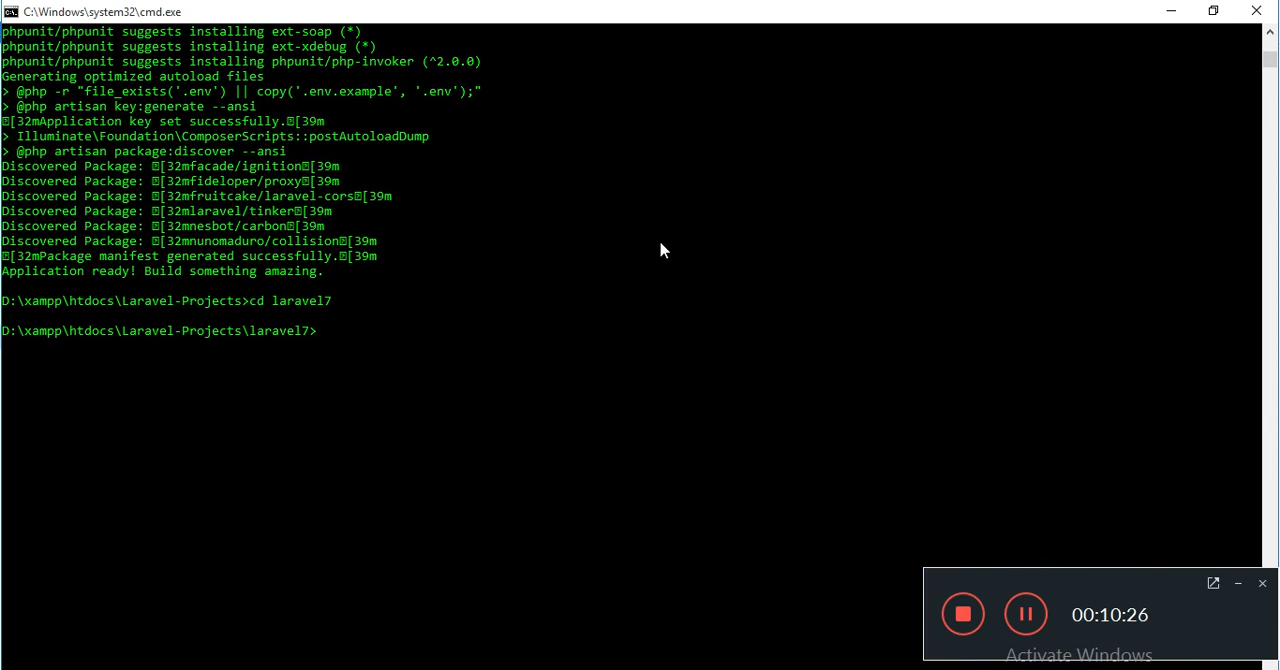 C:\Windows\system32\cmd.exe
phpunit/phpunit suggests installing ext-soap (*)
phpunit/phpunit suggests installing ext-xdebug (*)
phpunit/phpunit suggests installing phpunit/php-invoker (^2.0.0)
Generating optimized autoload files
> @php -r "file_exists('.env') || copy('.env.example', '.env');"
> @php artisan key:generate --ansi
[32mApplication key set successfully.[39m
> Illuminate\Foundation\ComposerScripts::postAutoloadDump
> @php artisan package:discover --ansi
Discovered Package: [32mfacade/ignition[39m
Discovered Package: [32mfideloper/proxy[39m
Discovered Package: [32mfruitcake/laravel-cors[39m
Discovered Package: [32mlaravel/tinker[39m
Discovered Package: [32mnesbot/carbon[39m
Discovered Package: [32mnunomaduro/collision[39m
[32mPackage manifest generated successfully.[39m
Application ready! Build something amazing.
D:\xampp\htdocs\Laravel-Projects>cd laravel7
D:\xampp\htdocs\Laravel-Projects\laravel7>
00:10:26
Activate Windows